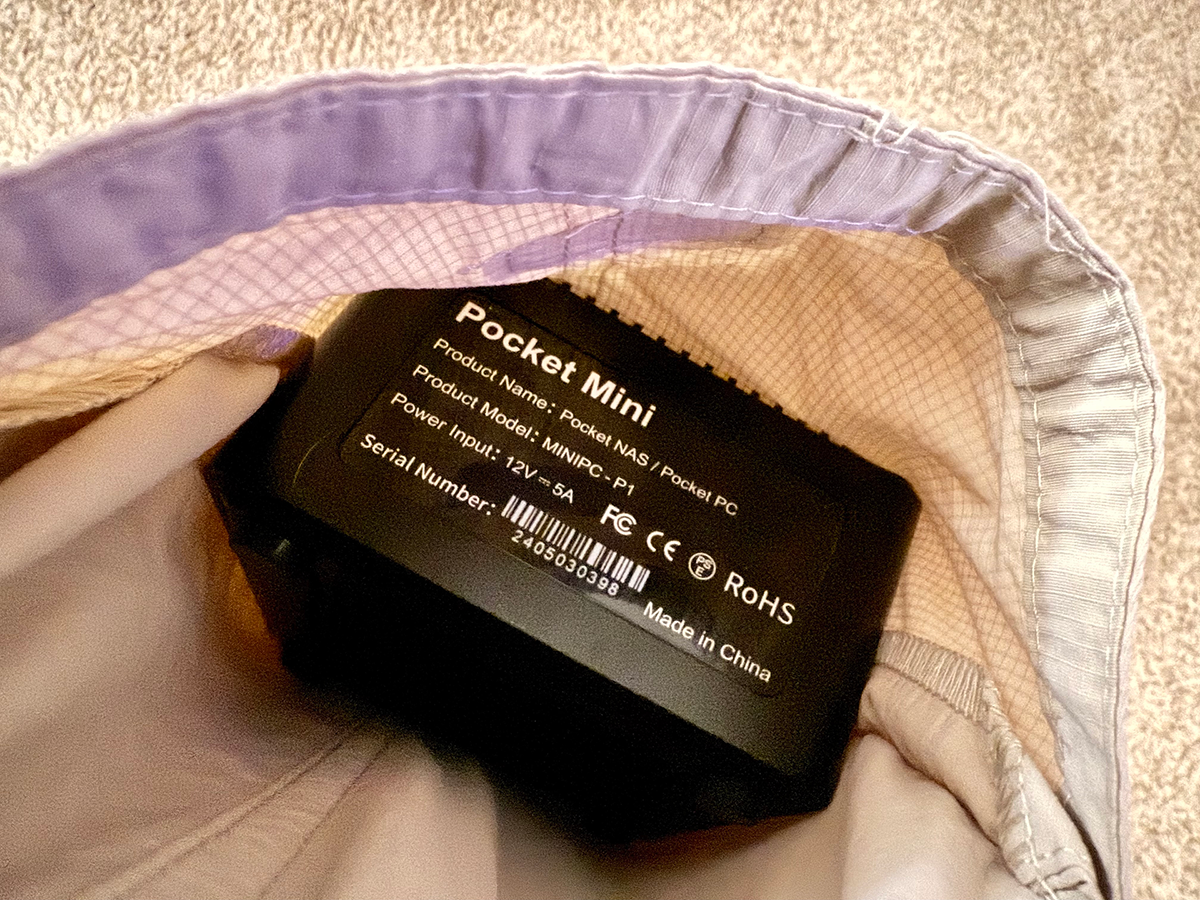 Pocket Mini
Product Name: Pocket NAS / Pocket PC
Product Model: MINIPC - P1
Power Input: 12V ⎓ 5A
Serial Number:
2405030398
FC CE PSE RoHS
Made in China